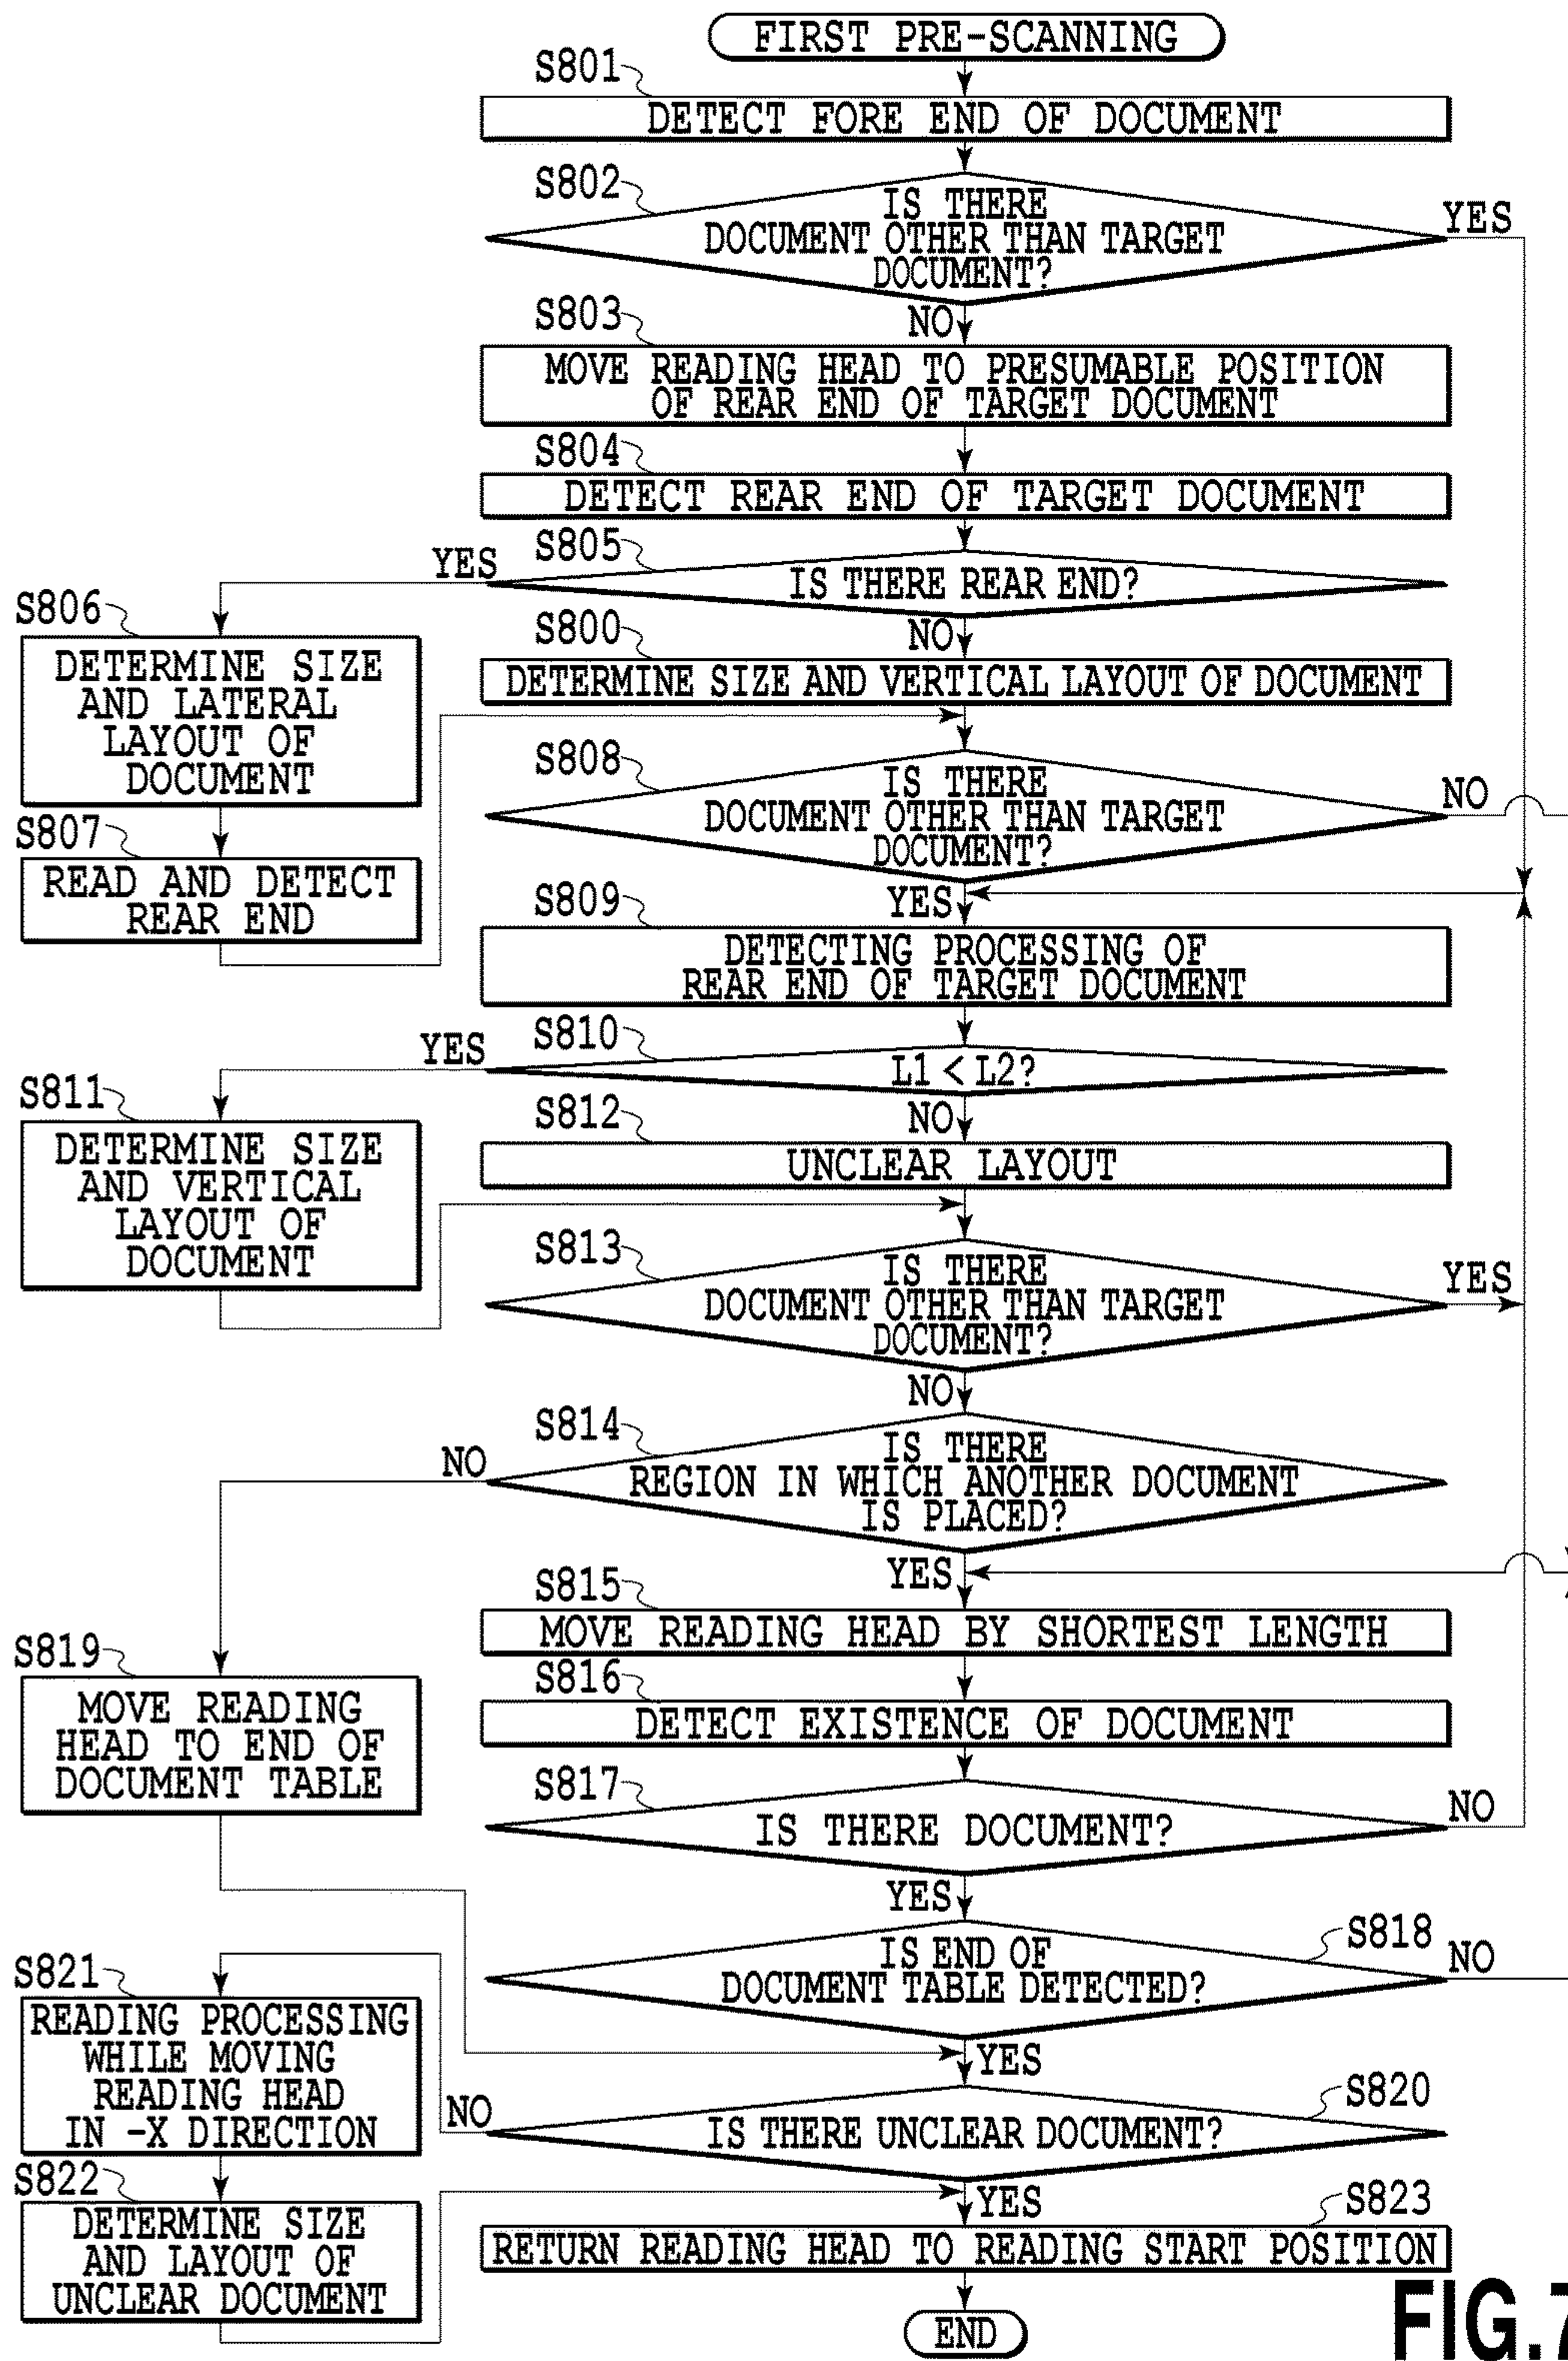 FIRST PRE-SCANNING
S801
DETECT FORE END OF DOCUMENT
S802
IS THERE
DOCUMENT OTHER THAN TARGET
DOCUMENT?
YES
NO
S803
MOVE READING HEAD TO PRESUMABLE POSITION
OF REAR END OF TARGET DOCUMENT
S804
DETECT REAR END OF TARGET DOCUMENT
S805
IS THERE REAR END?
YES
NO
S806
DETERMINE SIZE
AND LATERAL
LAYOUT OF
DOCUMENT
S800
DETERMINE SIZE AND VERTICAL LAYOUT OF DOCUMENT
S807
READ AND DETECT
REAR END
S808
IS THERE
DOCUMENT OTHER THAN TARGET
DOCUMENT?
NO
YES
S809
DETECTING PROCESSING OF
REAR END OF TARGET DOCUMENT
S810
L1 < L2?
YES
NO
S811
DETERMINE SIZE
AND VERTICAL
LAYOUT OF
DOCUMENT
S812
UNCLEAR LAYOUT
S813
IS THERE
DOCUMENT OTHER THAN TARGET
DOCUMENT?
YES
NO
S814
IS THERE
REGION IN WHICH ANOTHER DOCUMENT
IS PLACED?
NO
YES
S815
MOVE READING HEAD BY SHORTEST LENGTH
S819
MOVE READING
HEAD TO END OF
DOCUMENT TABLE
S816
DETECT EXISTENCE OF DOCUMENT
S817
IS THERE DOCUMENT?
NO
YES
S818
IS END OF
DOCUMENT TABLE DETECTED?
NO
YES
S821
READING PROCESSING
WHILE MOVING
READING HEAD
IN -X DIRECTION
S820
IS THERE UNCLEAR DOCUMENT?
NO
YES
S822
DETERMINE SIZE
AND LAYOUT OF
UNCLEAR DOCUMENT
S823
RETURN READING HEAD TO READING START POSITION
END
FIG.7